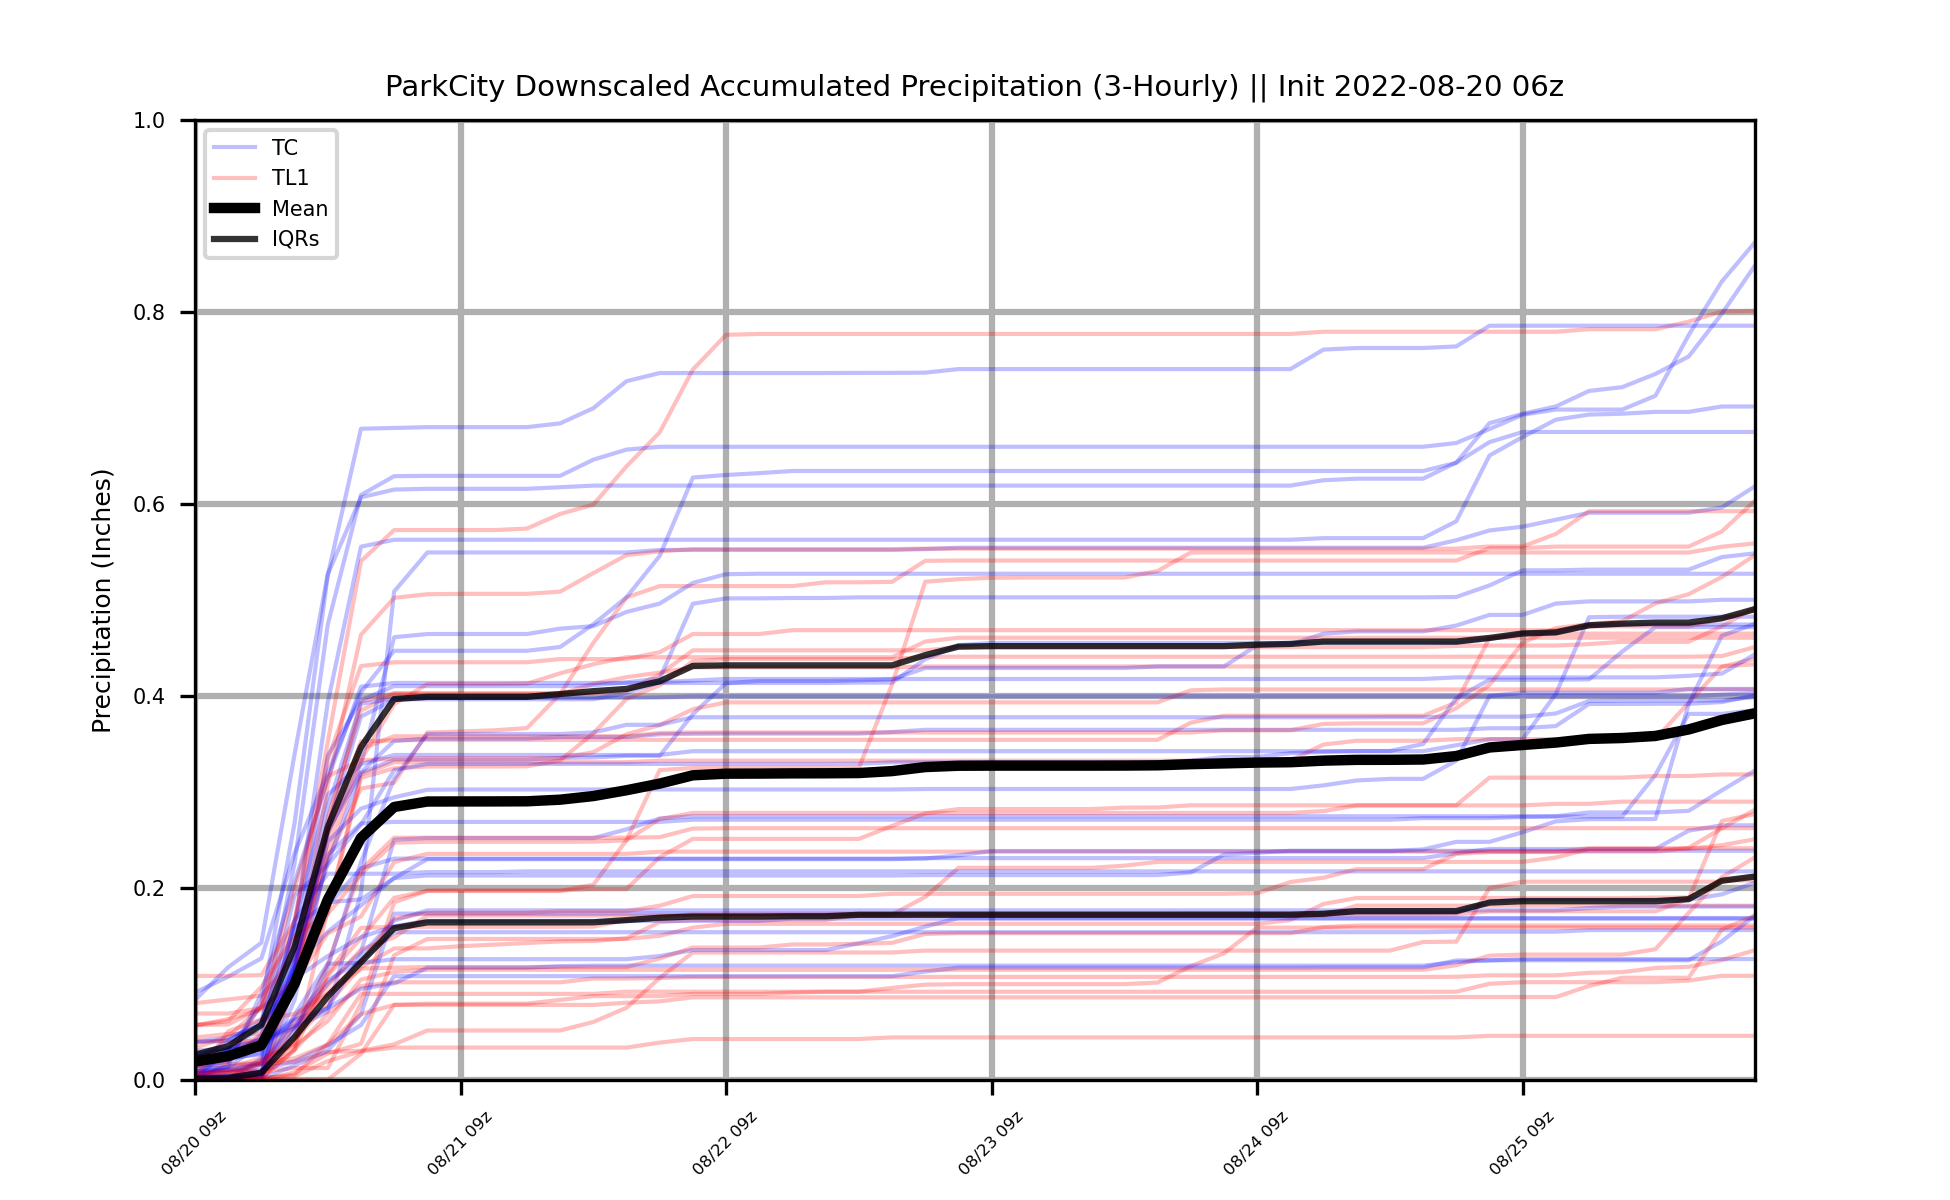 ParkCity Downscaled Accumulated Precipitation (3-Hourly) || Init 2022-08-20 06z
1.0
0.8
0.6
0.4
0.2
0.0
Precipitation (Inches)
TC
TL1
Mean
IQRs
08/20 09z
08/21 09z
08/22 09z
08/23 09z
08/24 09z
08/25 09z